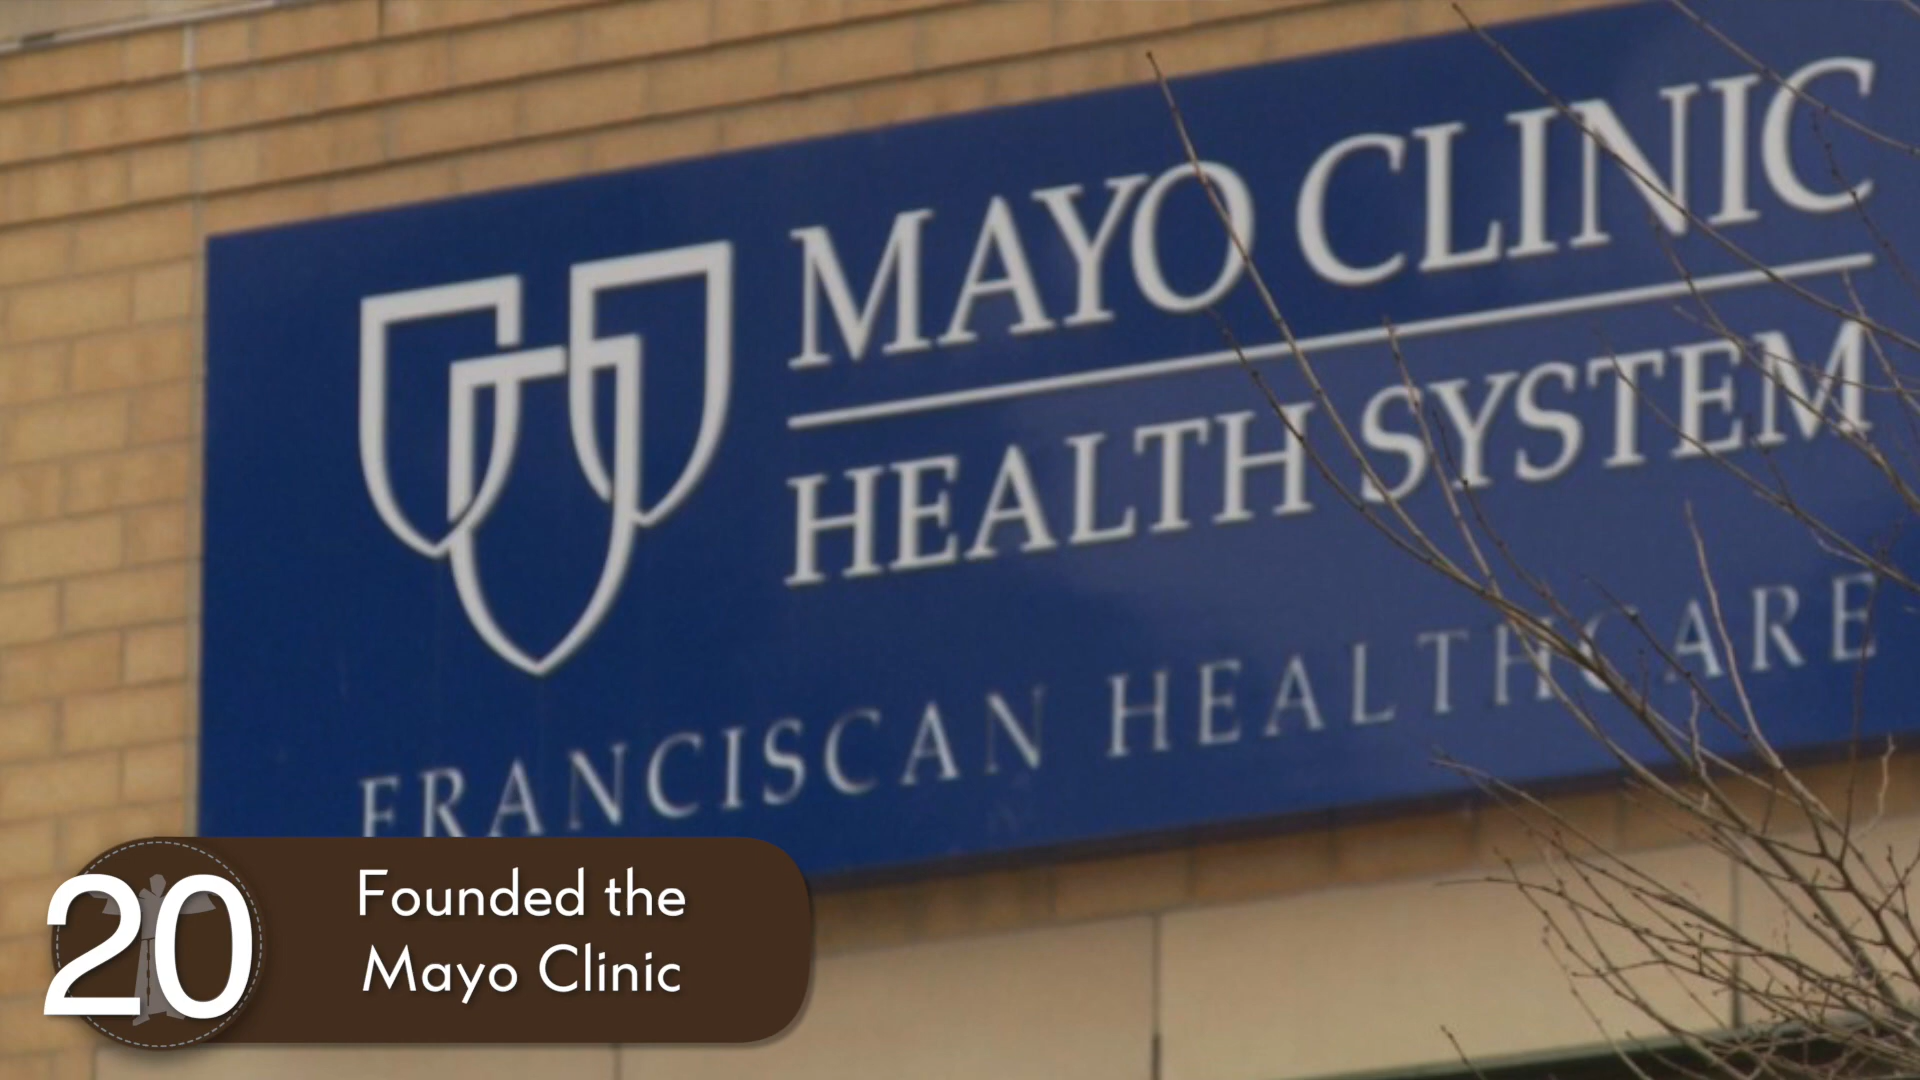 MAYO CLINIC
HEALTH SYSTEM
FRANCISCAN HEALTHCARE
20
Founded the
Mayo Clinic